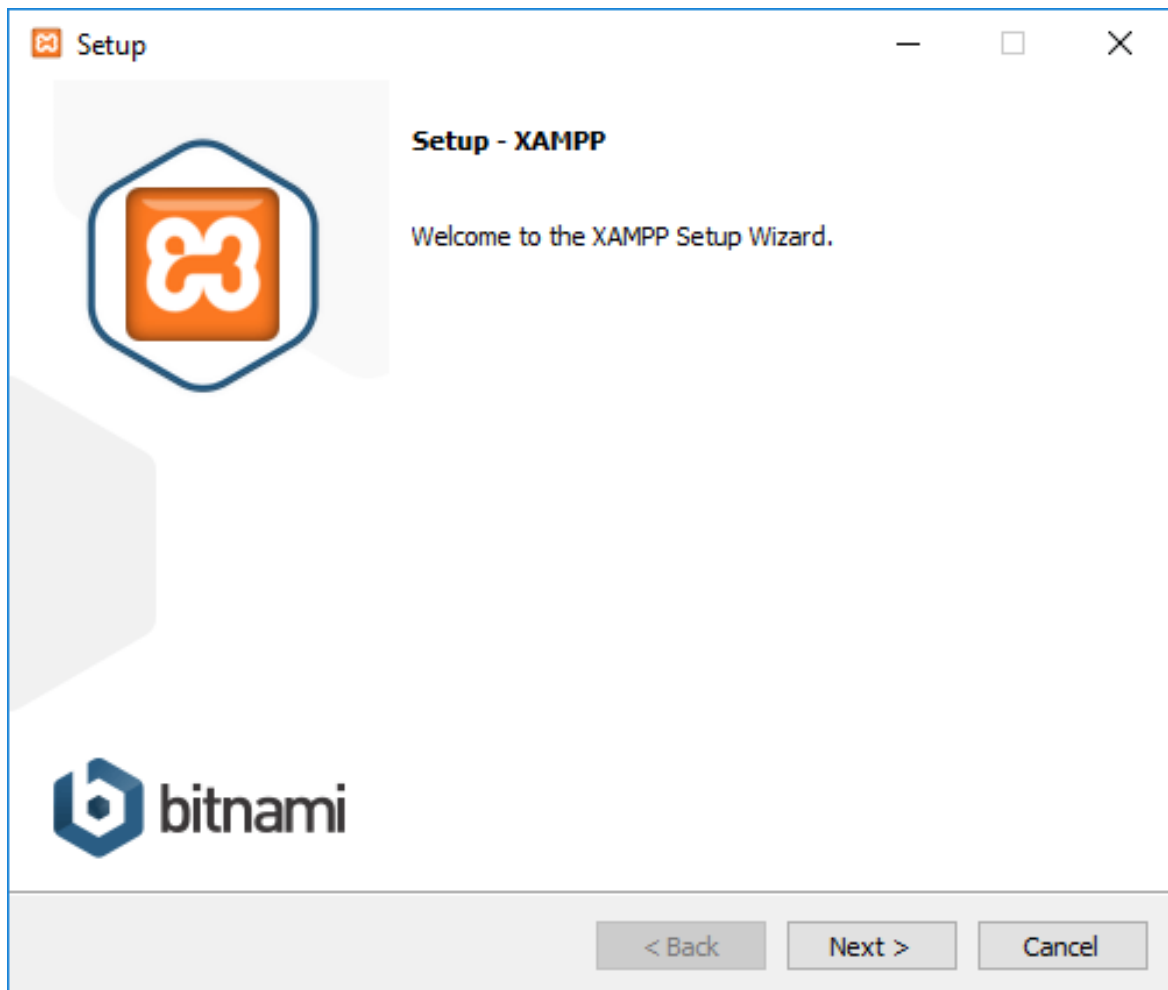 Setup
Setup - XAMPP
Welcome to the XAMPP Setup Wizard.
bitnami
< Back
Next >
Cancel